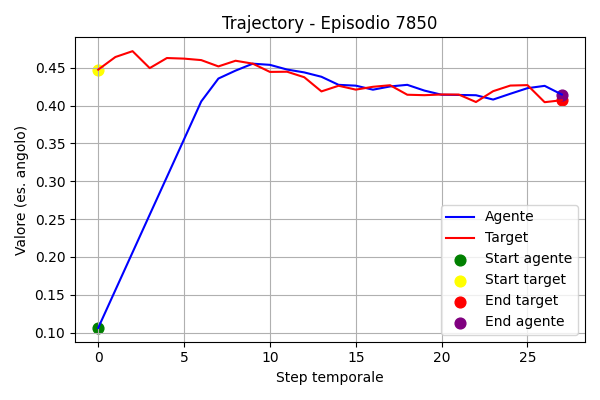 Trajectory - Episodio 7850
Valore (es. angolo)
0.45
0.40
0.35
0.30
0.25
0.20
0.15
0.10
0 5 10 15 20 25
Step temporale
Agente
Target
Start agente
Start target
End target
End agente